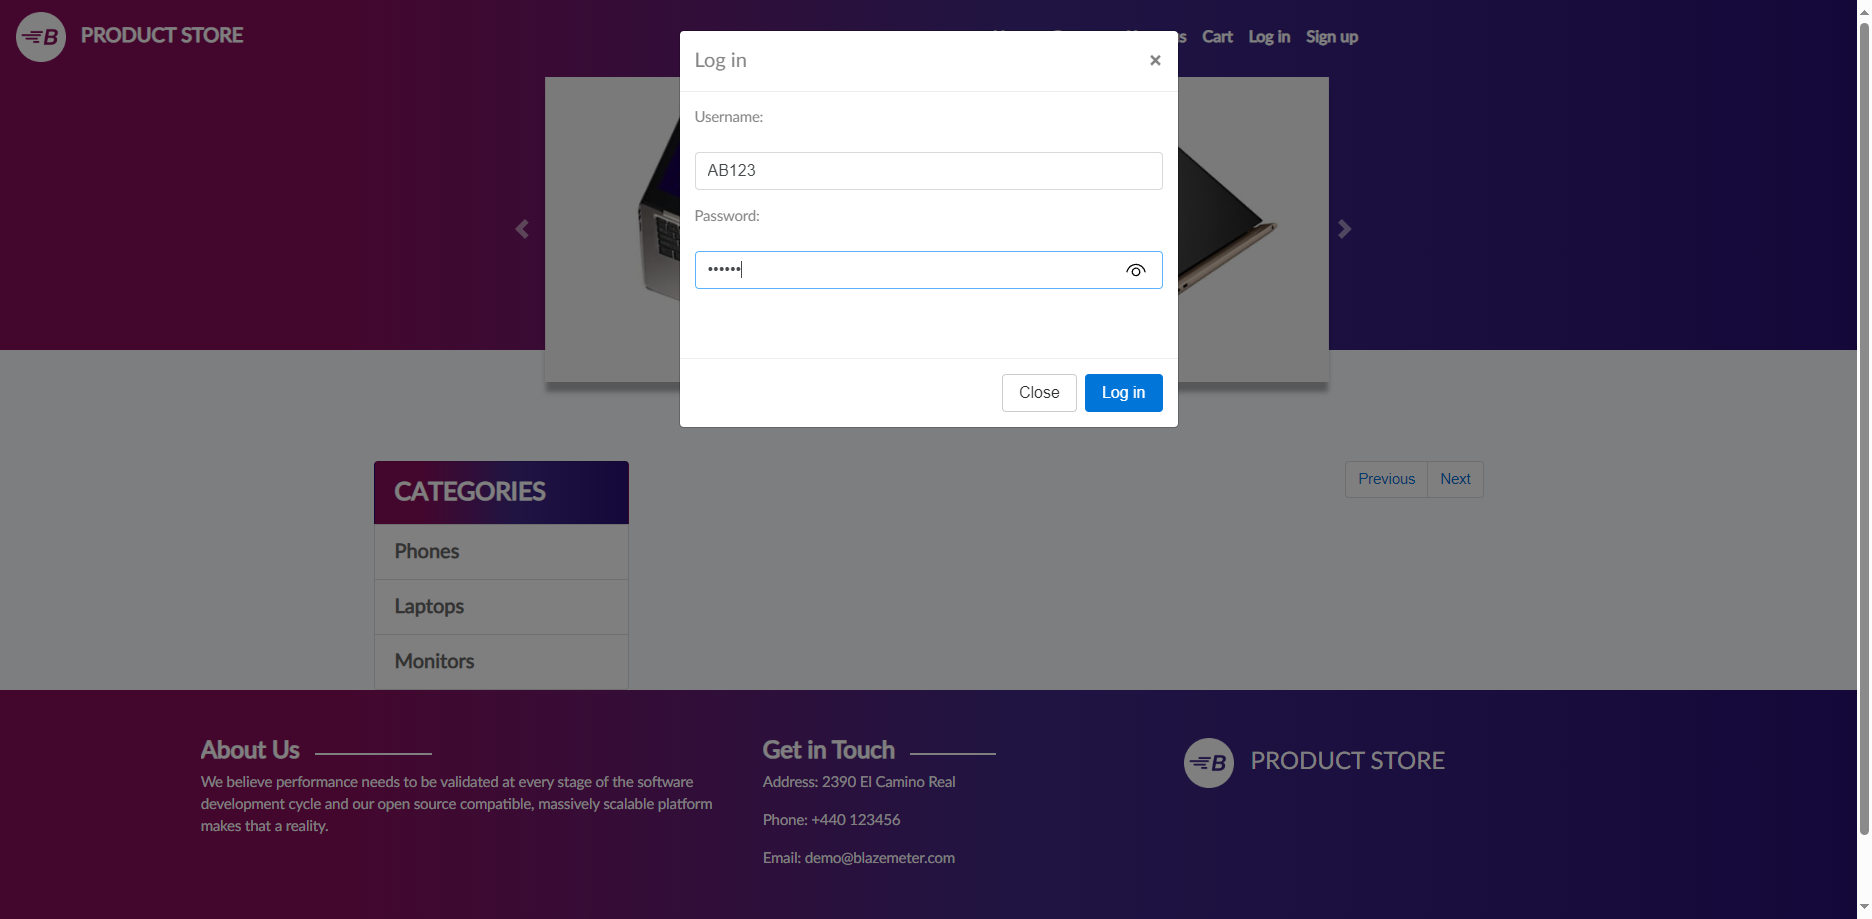 PRODUCT STORE
Cart Log in Sign up
Log in
×
Username:
AB123
Password:
••••••
Close Log in
CATEGORIES
Phones
Laptops
Monitors
Previous Next
About Us
We believe performance needs to be validated at every stage of the software
development cycle and our open source compatible, massively scalable platform
makes that a reality.
Get in Touch
Address: 2390 El Camino Real
Phone: +440 123456
Email: demo@blazemeter.com
B PRODUCT STORE